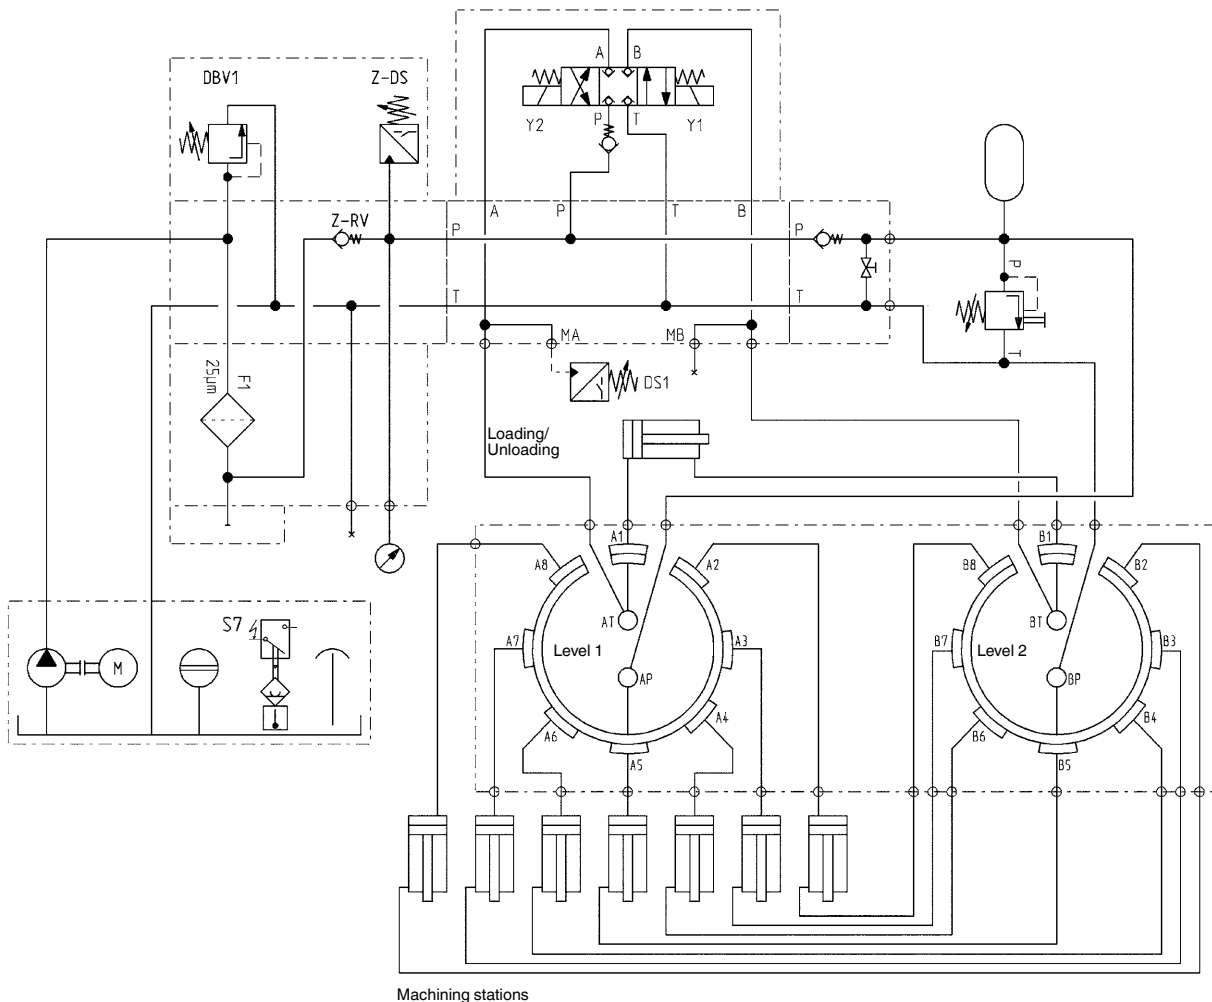 DBV1
Z-DS
A B
Y2
P T
Y1
Z-RV
A
P
T
B
P
P
T
T
MA
MB
DS1
P
T
25µm
F1
Loading/
Unloading
A1
A8
A2
A7
A3
A6
A4
A5
AT
Level 1
AP
B1
B8
B2
B7
B3
B6
B4
B5
BT
Level 2
BP
S7
M
Machining stations